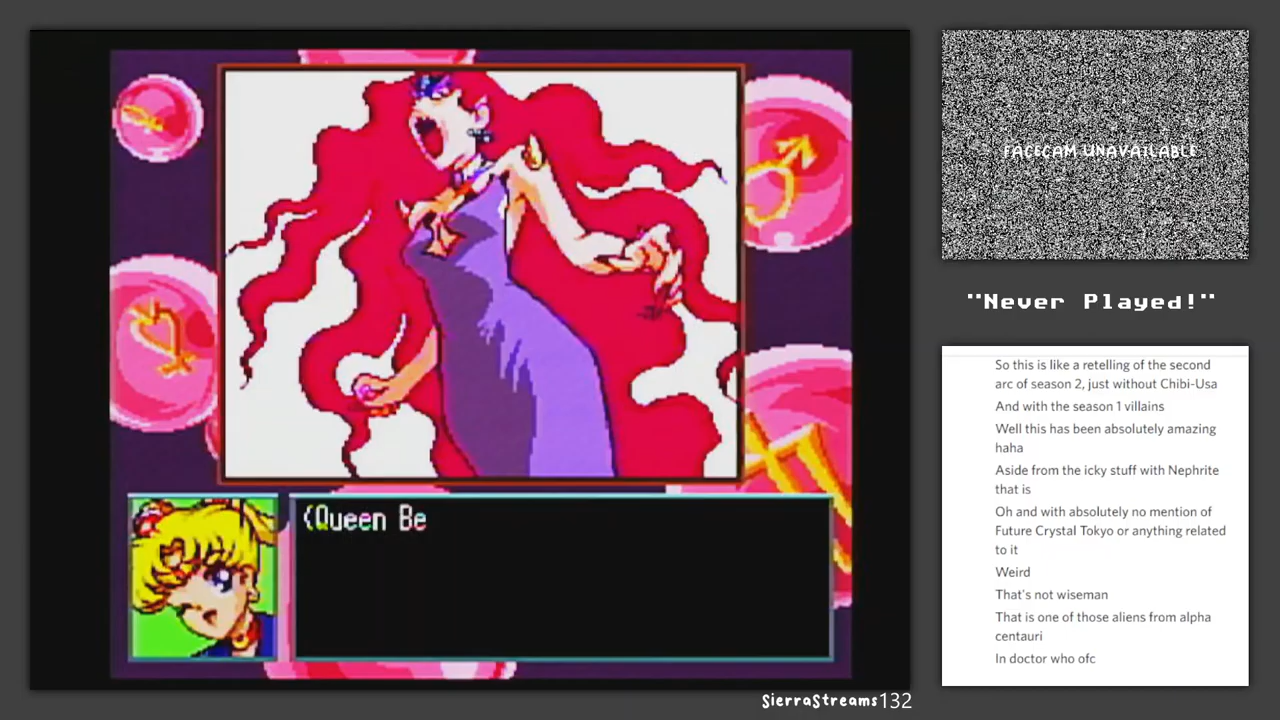 (Queen Be
FACECAM UNAVAILABLE
"Never Played!"
So this is like a retelling of the second
arc of season 2, just without Chibi-Usa
And with the season 1 villains
Well this has been absolutely amazing
haha
Aside from the icky stuff with Nephrite
that is
Oh and with absolutely no mention of
Future Crystal Tokyo or anything related
to it
Weird
That's not wiseman
That is one of those aliens from alpha
centauri
In doctor who ofc
SierraStreams132